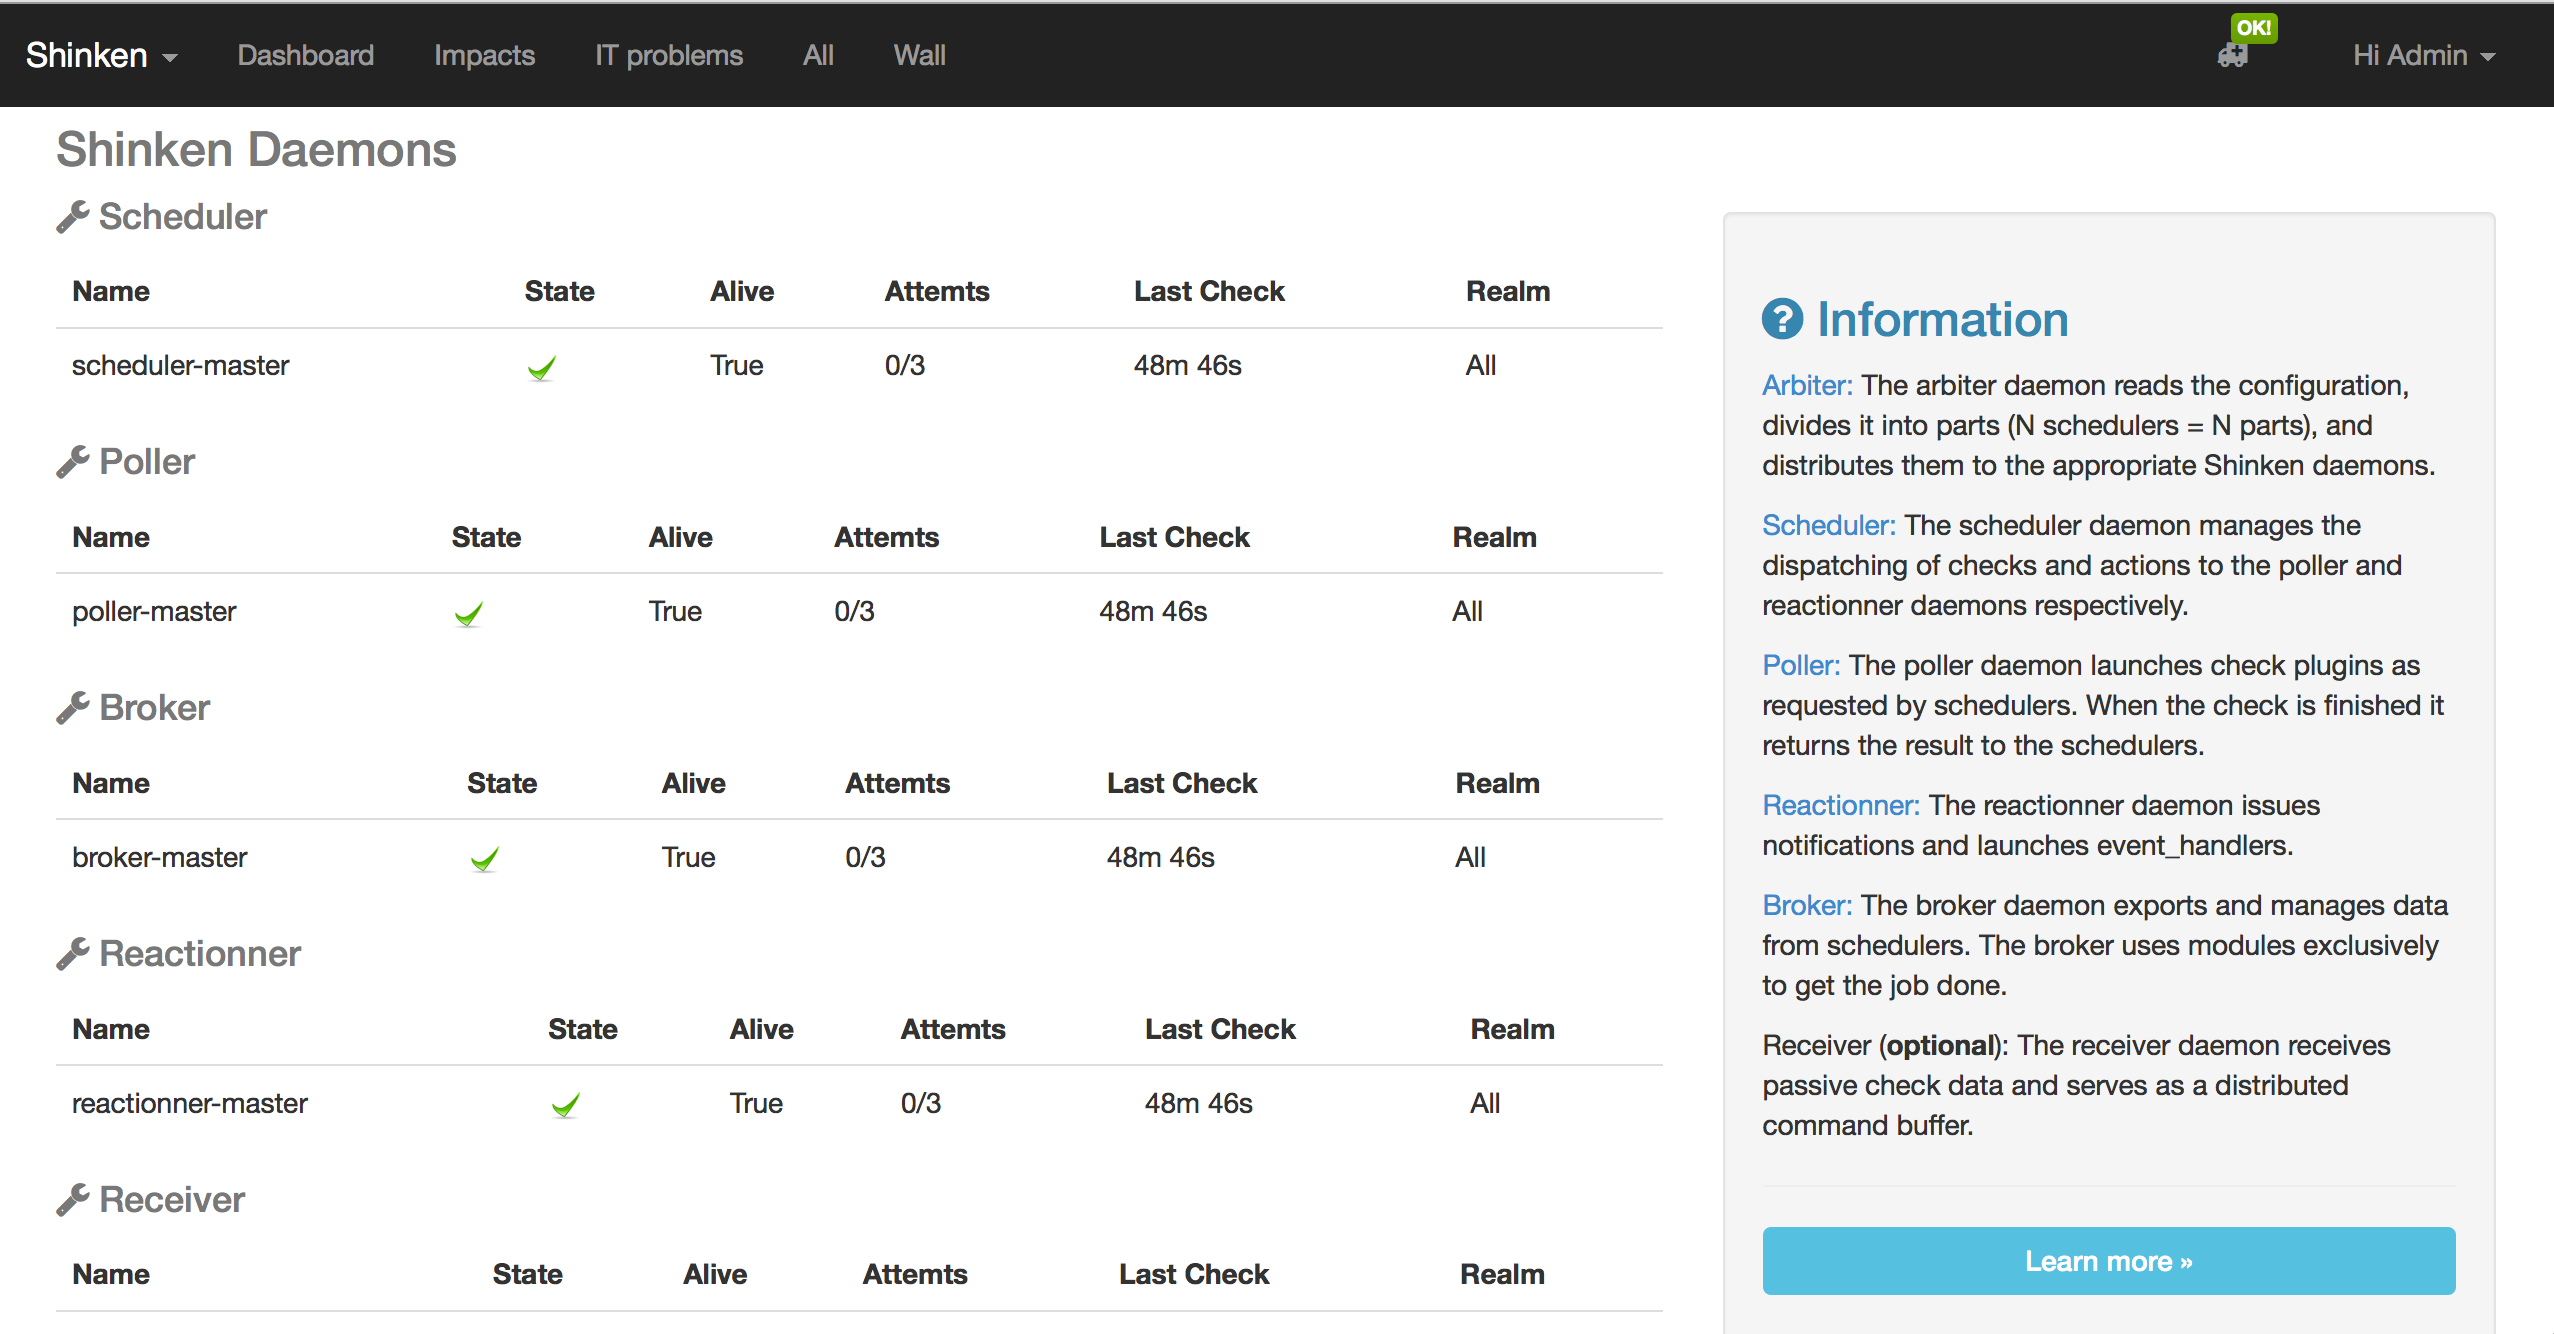 Shinken Dashboard Impacts IT problems All Wall OK! Hi Admin
Shinken Daemons
Scheduler
Name State Alive Attemts Last Check Realm
scheduler-master True 0/3 48m 46s All
Poller
Name State Alive Attemts Last Check Realm
poller-master True 0/3 48m 46s All
Broker
Name State Alive Attemts Last Check Realm
broker-master True 0/3 48m 46s All
Reactionner
Name State Alive Attemts Last Check Realm
reactionner-master True 0/3 48m 46s All
Receiver
Name State Alive Attemts Last Check Realm
Information
Arbiter: The arbiter daemon reads the configuration,
divides it into parts (N schedulers = N parts), and
distributes them to the appropriate Shinken daemons.
Scheduler: The scheduler daemon manages the
dispatching of checks and actions to the poller and
reactionner daemons respectively.
Poller: The poller daemon launches check plugins as
requested by schedulers. When the check is finished it
returns the result to the schedulers.
Reactionner: The reactionner daemon issues
notifications and launches event_handlers.
Broker: The broker daemon exports and manages data
from schedulers. The broker uses modules exclusively
to get the job done.
Receiver (optional): The receiver daemon receives
passive check data and serves as a distributed
command buffer.
Learn more »